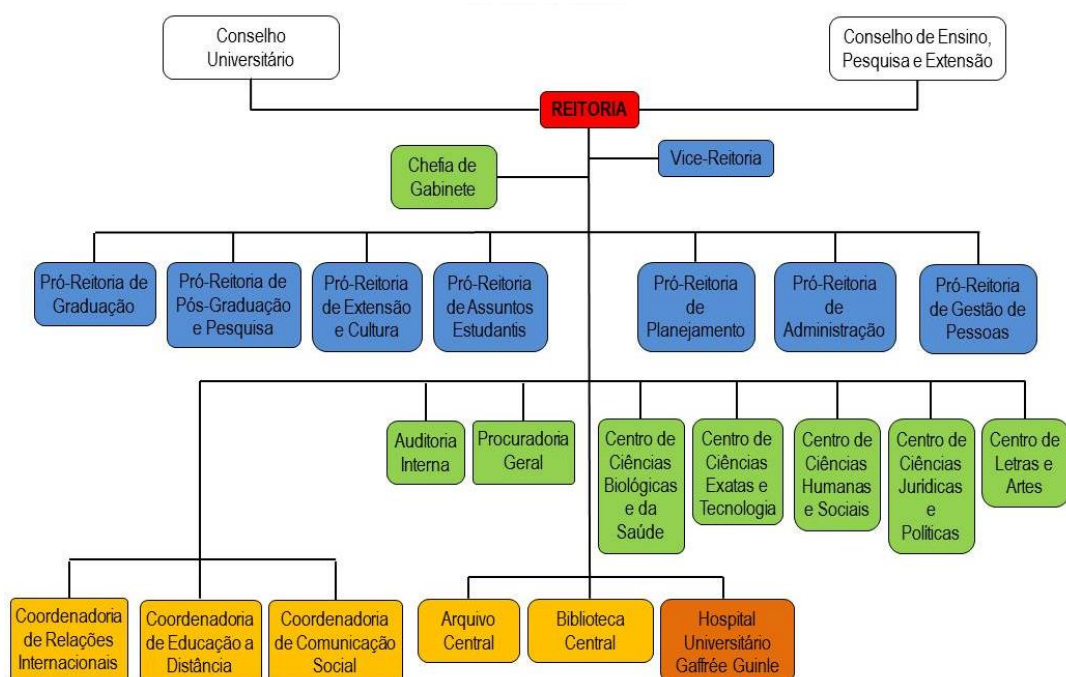 Conselho
Universitário
Conselho de Ensino,
Pesquisa e Extensão
REITORIA
Chefia de
Gabinete
Vice-Reitoria
Pró-Reitoria de
Graduação
Pró-Reitoria de
Pós-Graduação
e Pesquisa
Pró-Reitoria
de Extensão
e Cultura
Pró-Reitoria
de Assuntos
Estudantis
Pró-Reitoria
de
Planejamento
Pró-Reitoria
de
Administração
Pró-Reitoria
de Gestão de
Pessoas
Auditoria
Interna
Procuradoria
Geral
Centro de
Ciências
Biológicas
e da
Saúde
Centro de
Ciências
Exatas e
Tecnologia
Centro de
Ciências
Humanas
e Sociais
Centro de
Ciências
Jurídicas
e
Políticas
Centro de
Letras e
Artes
Coordenadoria
de Relações
Internacionais
Coordenadoria
de Educação a
Distância
Coordenadoria
de Comunicação
Social
Arquivo
Central
Biblioteca
Central
Hospital
Universitário
Gaffrée Guinle